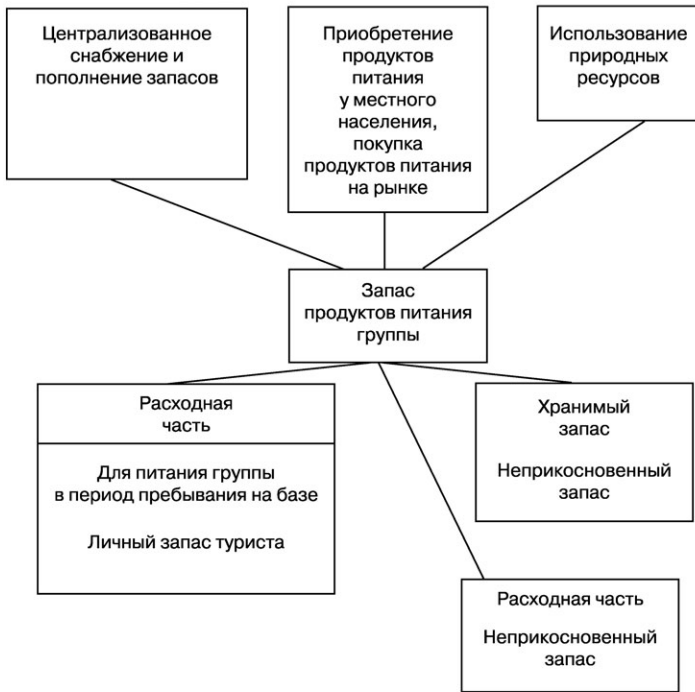 Централизованное
снабжение и
пополнение запасов
Приобретение
продуктов
питания
у местного
населения,
покупка
продуктов питания
на рынке
Использование
природных
ресурсов
Запас
продуктов питания
группы
Расходная
часть
Для питания группы
в период пребывания на базе
Личный запас туриста
Хранимый
запас
Неприкосновенный
запас
Расходная часть
Неприкосновенный
запас